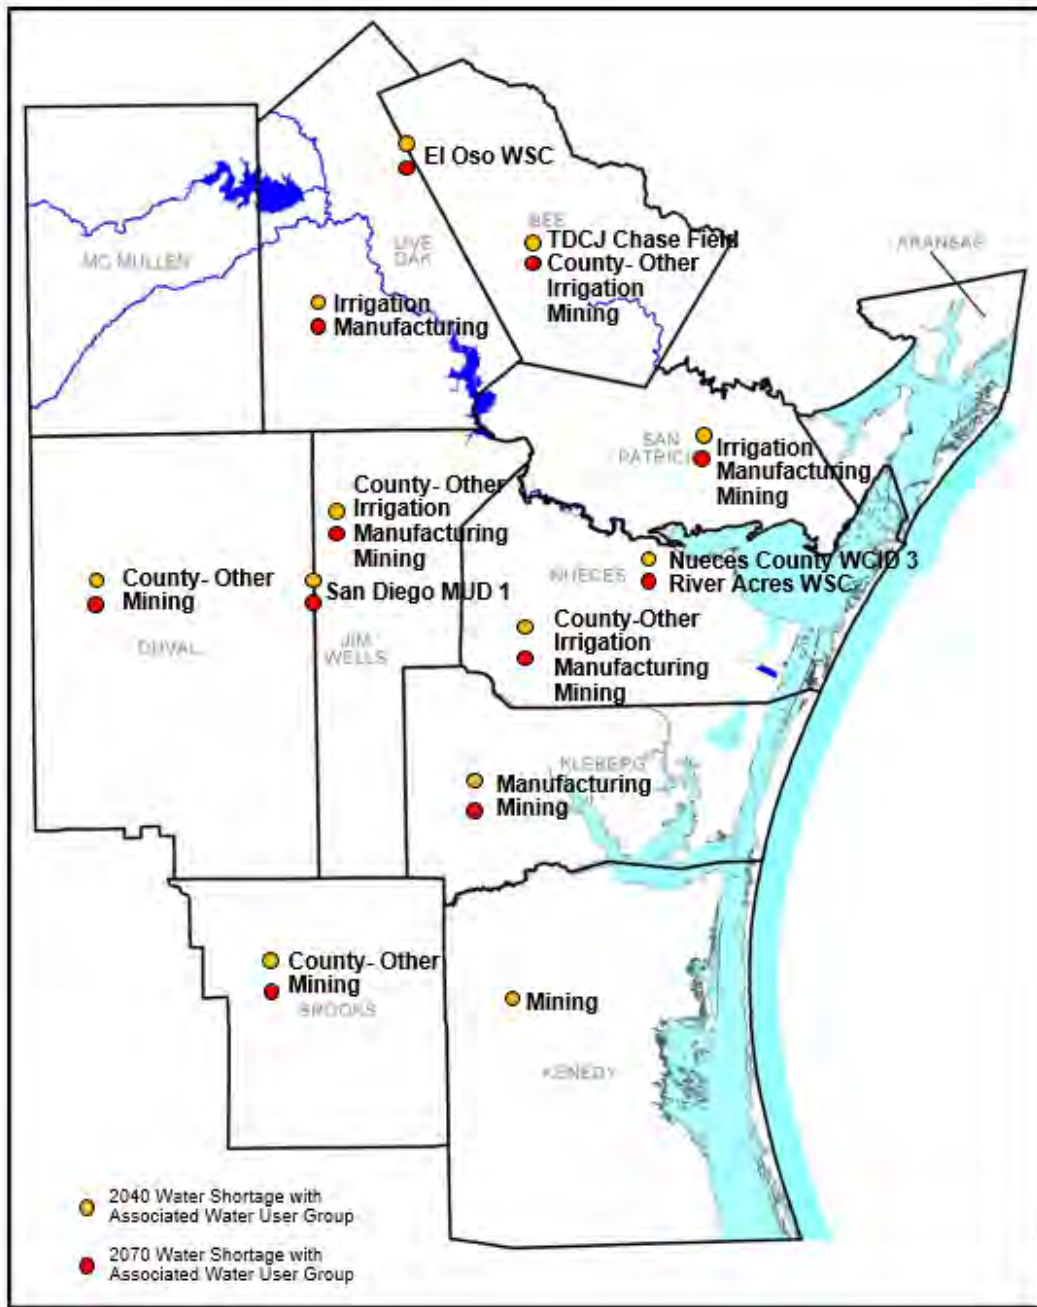 El Oso WSC
BEE
TDCJ Chase Field
County- Other
Irrigation
Mining
ARANSAS
MC MULLEN
LIVE
OAK
Irrigation
Manufacturing
SAN
PATRICIO
Irrigation
Manufacturing
Mining
County- Other
Irrigation
Manufacturing
Mining
Nueces County WCID 3
River Acres WSC
NUECES
County- Other
Mining
San Diego MUD 1
DUVAL
JIM
WELLS
County-Other
Irrigation
Manufacturing
Mining
KLEBERG
Manufacturing
Mining
County- Other
Mining
BROOKS
Mining
KENEDY
2040 Water Shortage with
Associated Water User Group
2070 Water Shortage with
Associated Water User Group